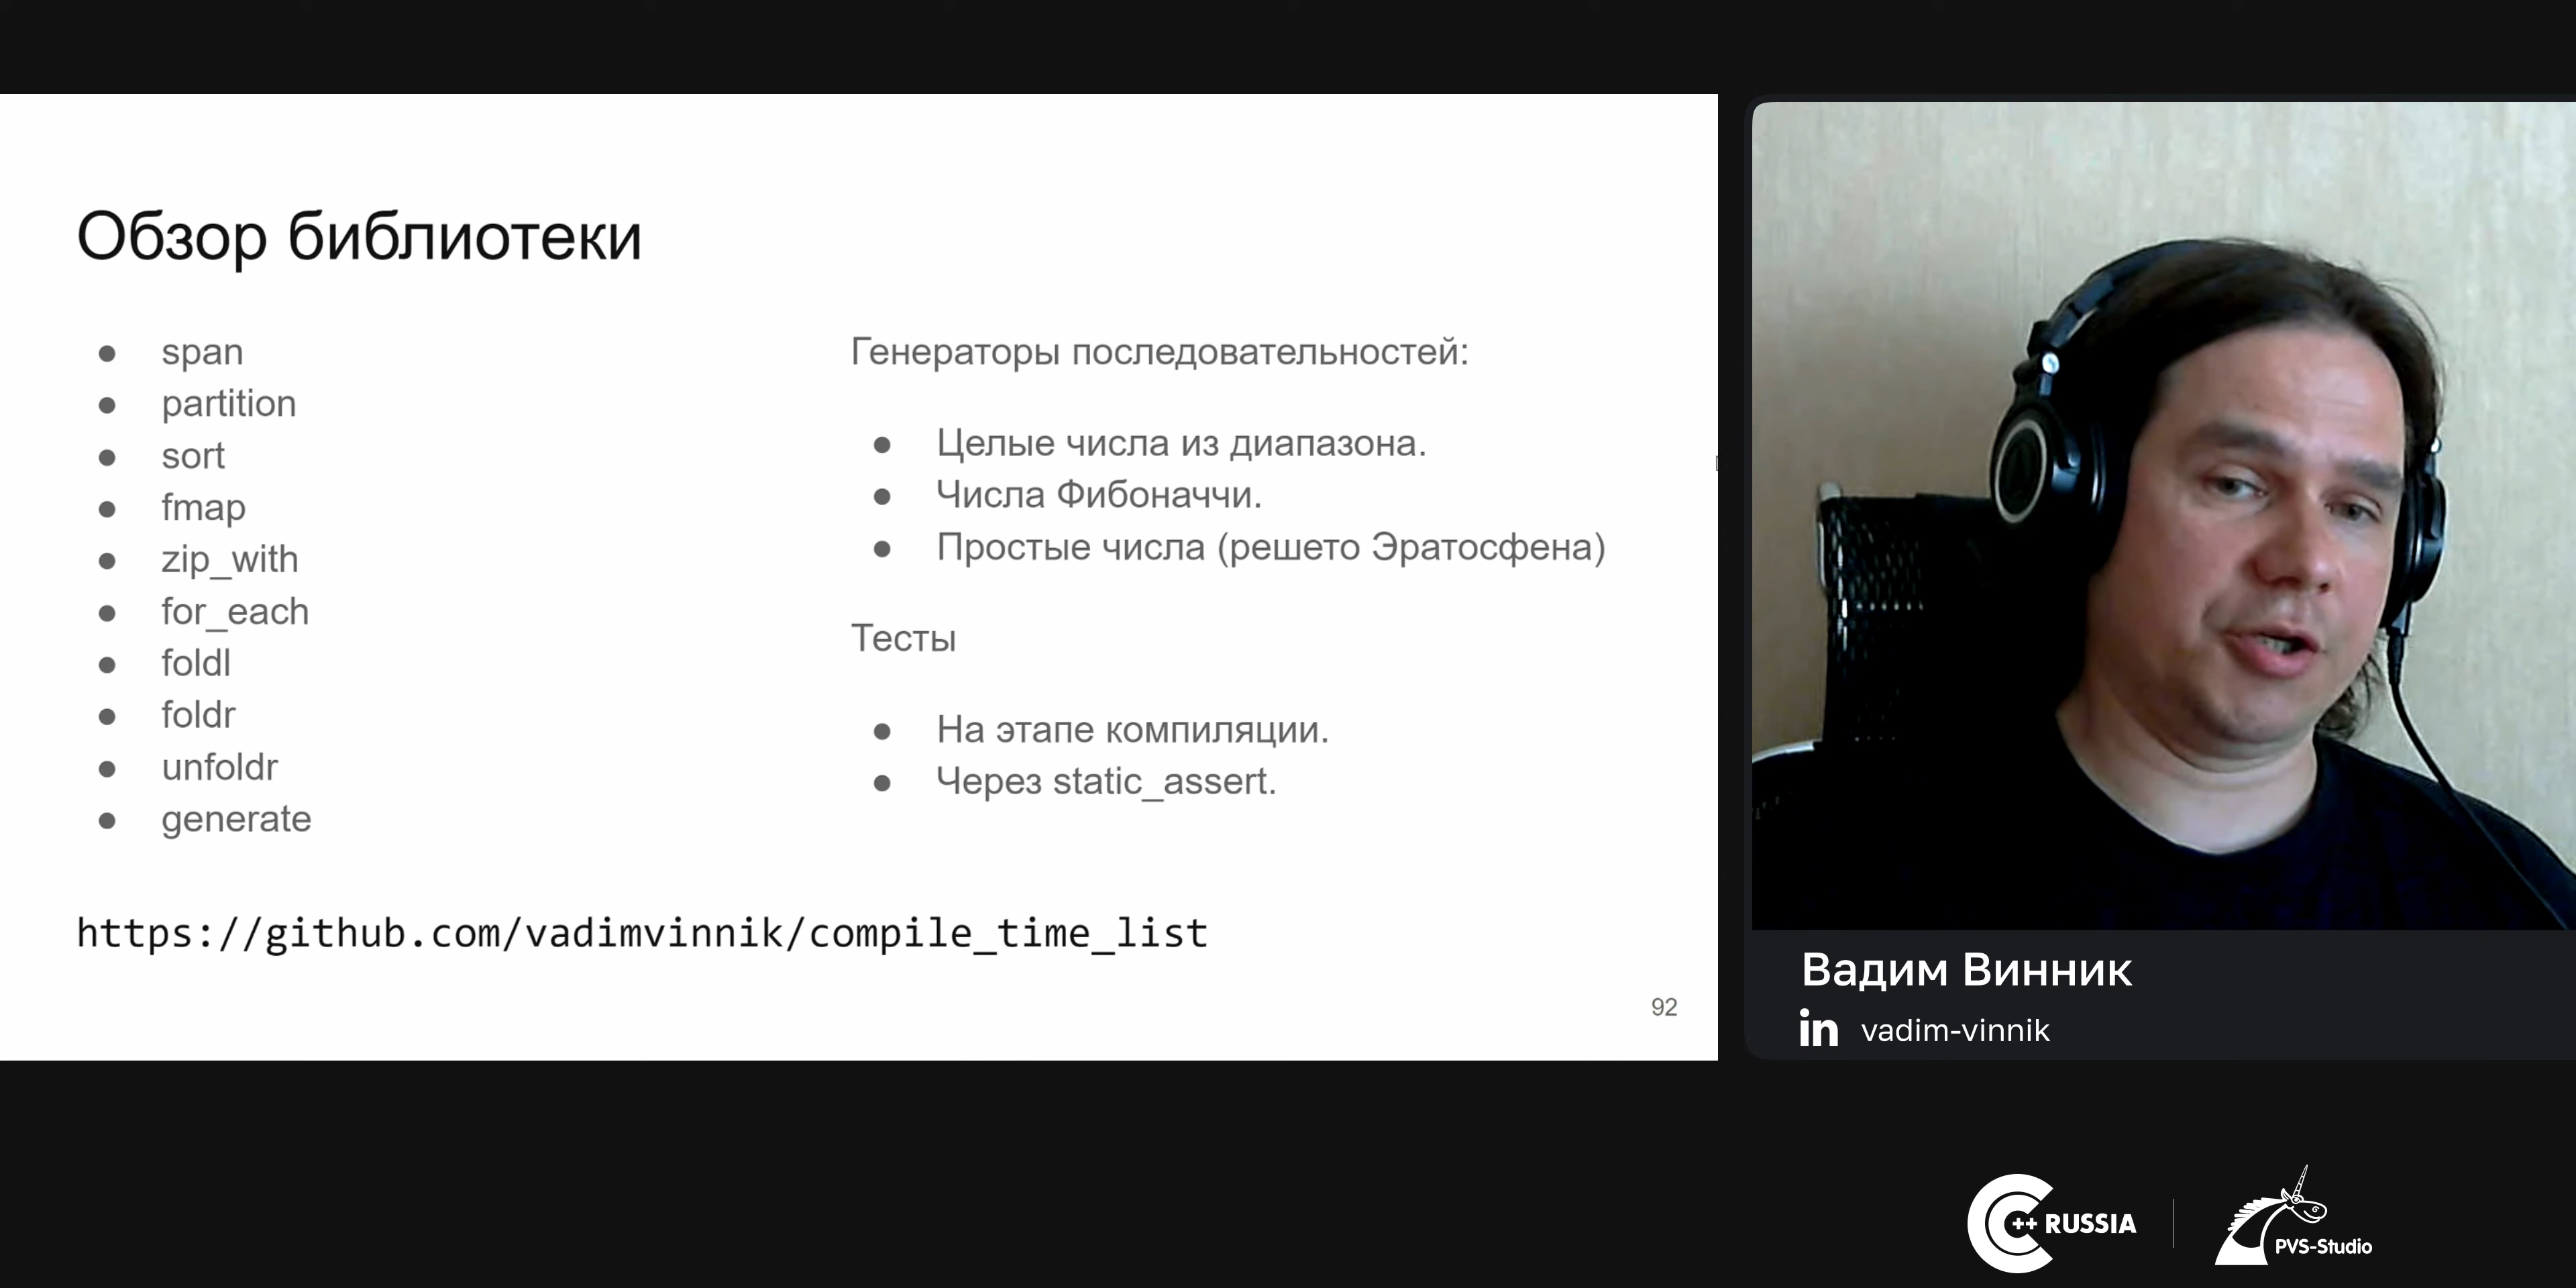 Обзор библиотеки
span
partition
sort
fmap
zip_with
for_each
foldl
foldr
unfoldr
generate
Генераторы последовательностей:
Целые числа из диапазона.
Числа Фибоначчи.
Простые числа (решето Эратосфена)
Тесты
На этапе компиляции.
Через static_assert.
https://github.com/vadimvinnik/compile_time_list
92
Вадим Винник
in vadim-vinnik
C++ RUSSIA
PVS-Studio